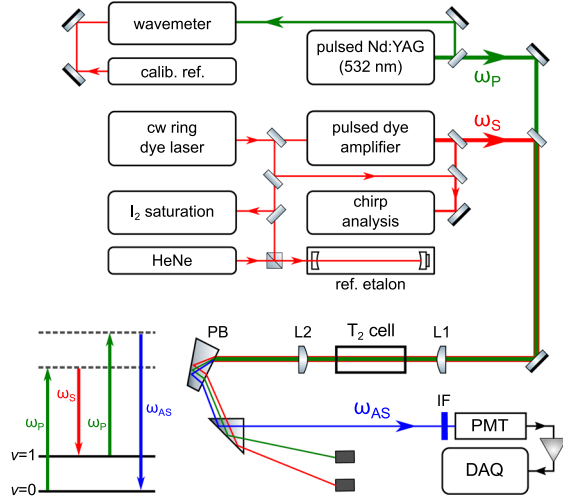 wavemeter
pulsed Nd:YAG
(532 nm)
calib. ref.
ωP
cw ring
dye laser
pulsed dye
amplifier
ωS
I2 saturation
chirp
analysis
HeNe
ref. etalon
PB
L2
T2 cell
L1
ωP
ωS
ωP
ωAS
v=1
v=0
ωAS
IF
PMT
DAQ